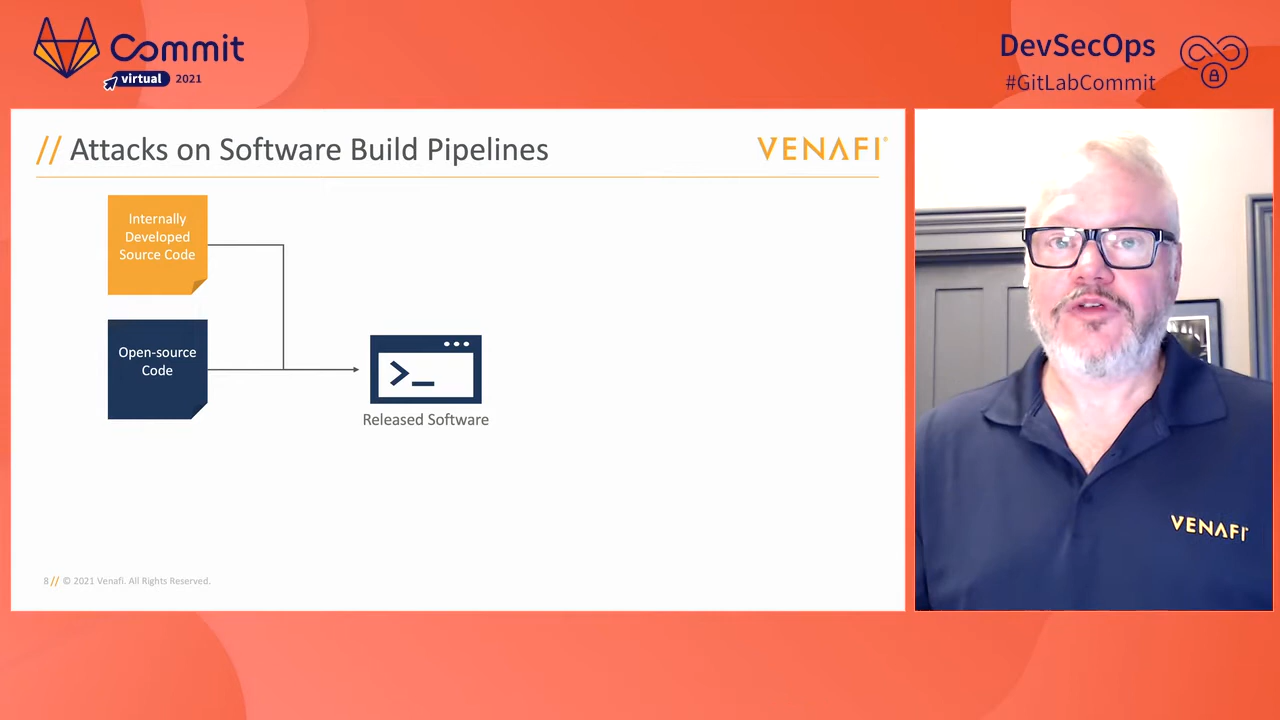 Commit
virtual 2021
DevSecOps
#GitLabCommit
// Attacks on Software Build Pipelines
VENAFI®
Internally
Developed
Source Code
Open-source
Code
>_
Released Software
8 // © 2021 Venafi. All Rights Reserved.
VENAFI